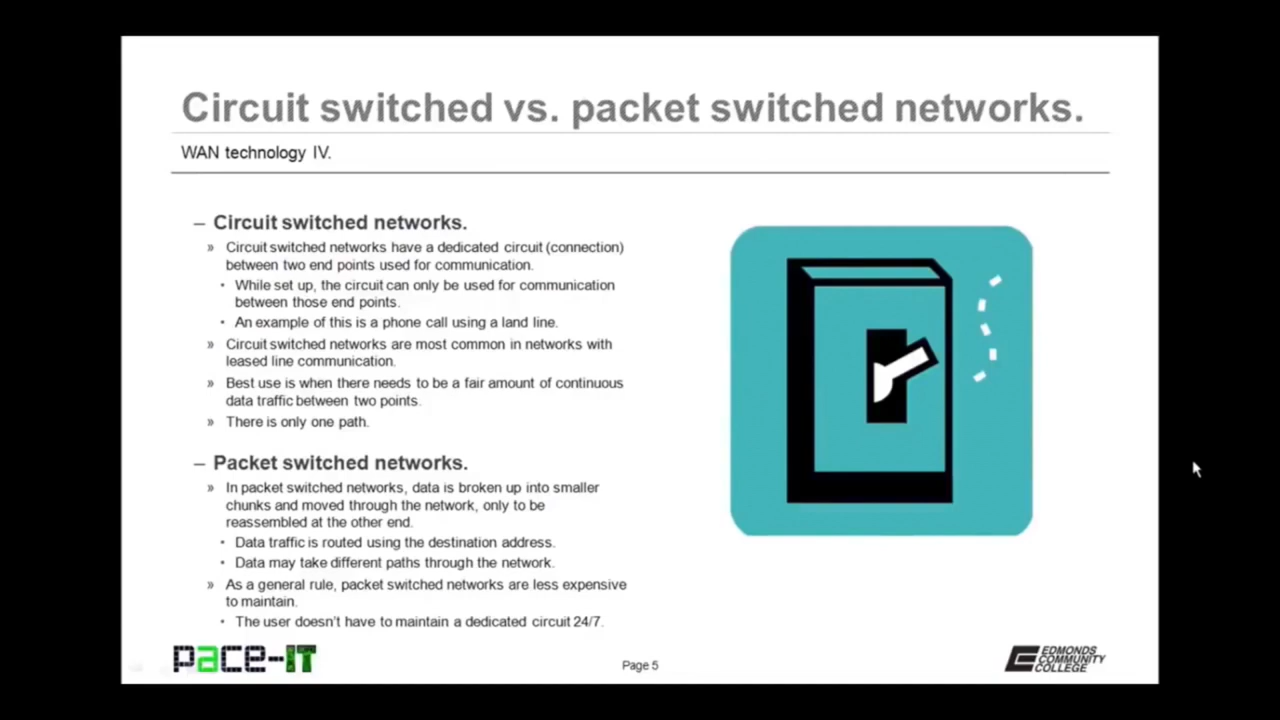 Circuit switched vs. packet switched networks.
WAN technology IV.
– Circuit switched networks.
» Circuit switched networks have a dedicated circuit (connection)
between two end points used for communication.
• While set up, the circuit can only be used for communication
between those end points.
• An example of this is a phone call using a land line.
» Circuit switched networks are most common in networks with
leased line communication.
» Best use is when there needs to be a fair amount of continuous
data traffic between two points.
» There is only one path.
– Packet switched networks.
» In packet switched networks, data is broken up into smaller
chunks and moved through the network, only to be
reassembled at the other end.
• Data traffic is routed using the destination address.
• Data may take different paths through the network.
» As a general rule, packet switched networks are less expensive
to maintain.
• The user doesn't have to maintain a dedicated circuit 24/7.
pace-IT
Page 5
EDMONDS
COMMUNITY
COLLEGE